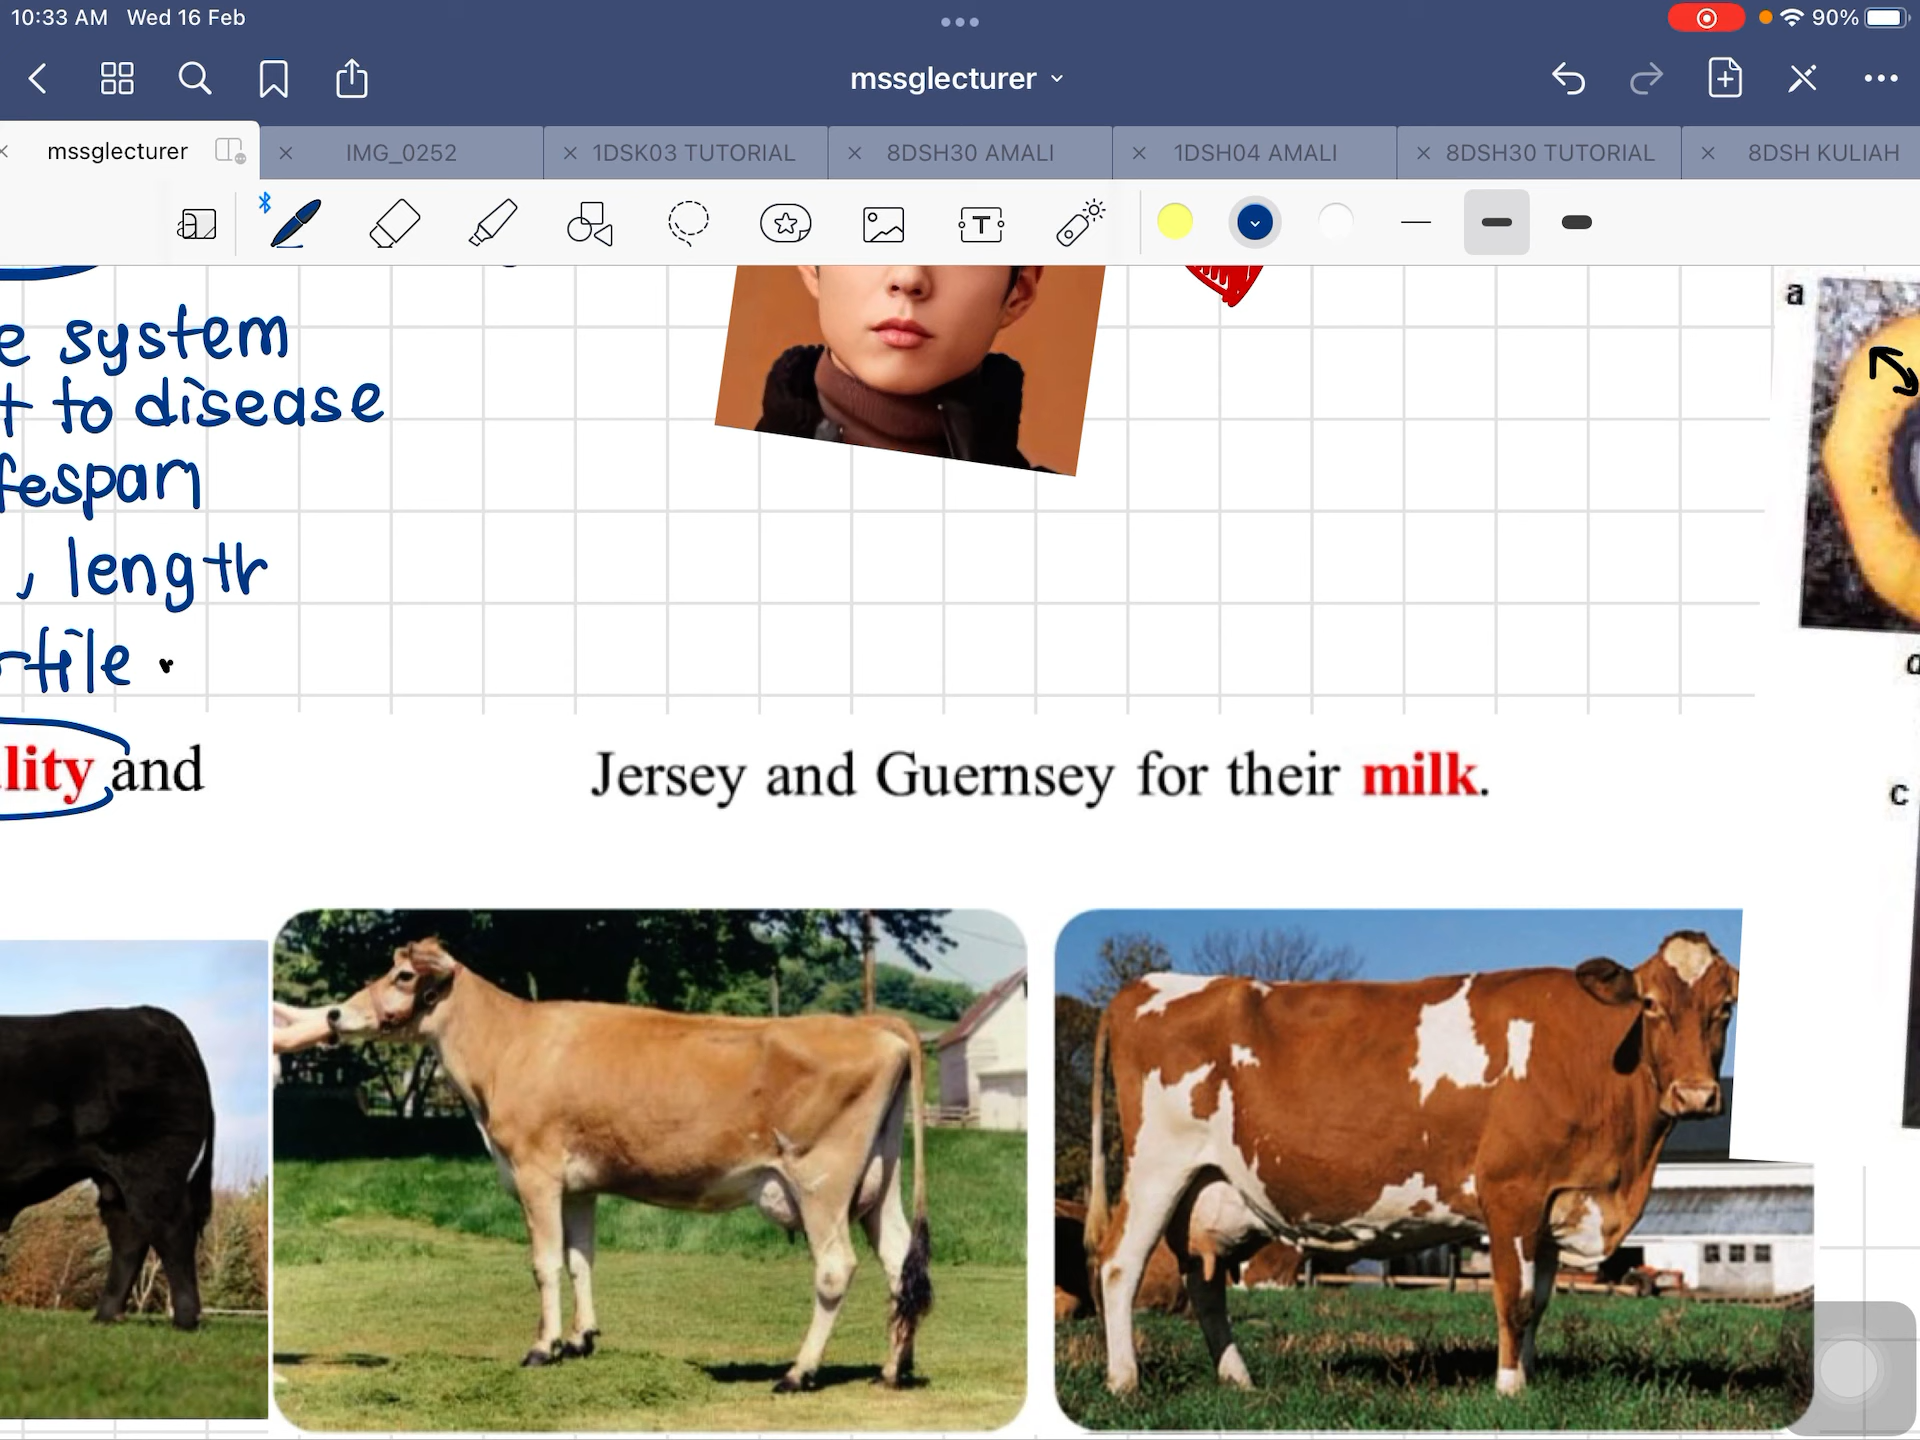 10:33 AM Wed 16 Feb
90%
mssglecturer
mssglecturer
IMG_0252
1DSK03 TUTORIAL
8DSH30 AMALI
1DSH04 AMALI
8DSH30 TUTORIAL
8DSH KULIAH
T
e system
t to disease
fespan
, length
rtile
lity and
Jersey and Guernsey for their milk.
a
c